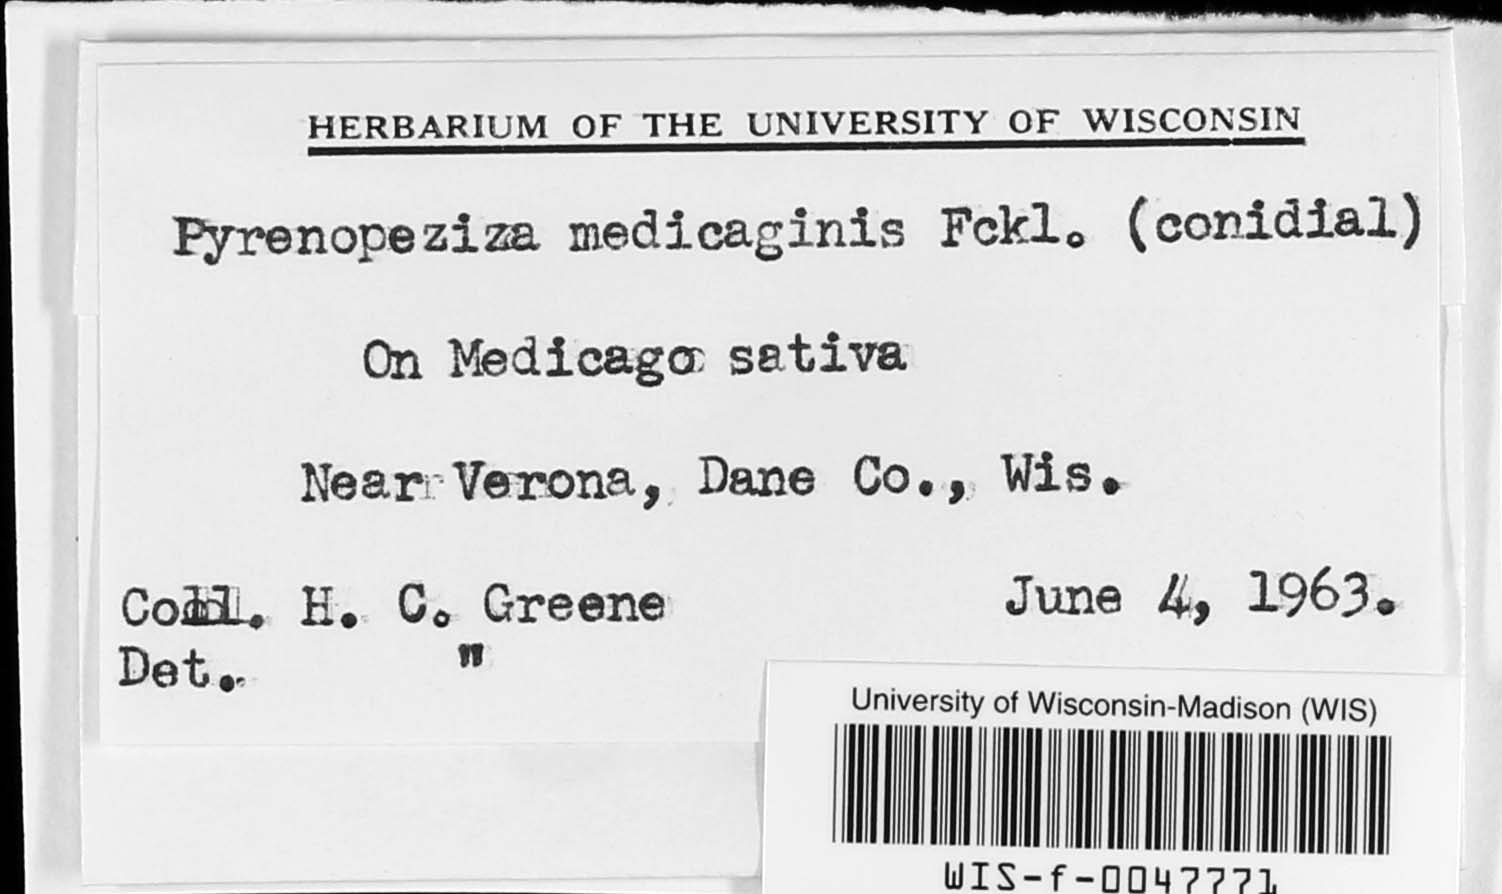 HERBARIUM OF THE UNIVERSITY OF WISCONSIN
Pyrenopeziza medicaginis Fckl. (conidial)
On Medicago sativa
Near Verona, Dane Co., Wis.
Coll. H. C. Greene June 4, 1963.
Det. "
University of Wisconsin-Madison (WIS)
WIS-f-0047771